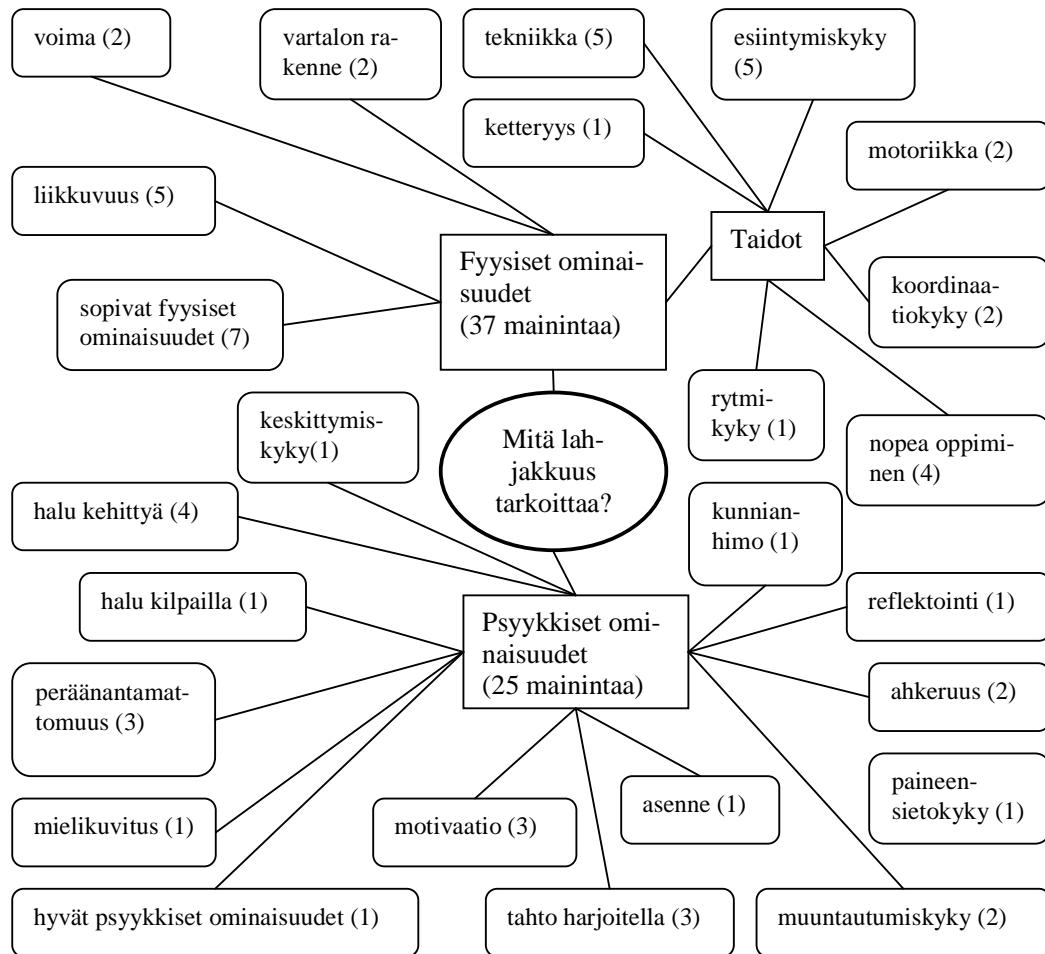 voima (2)
vartalon ra-
kenne (2)
tekniikka (5)
esiintymiskyky
(5)
ketteryys (1)
motoriikka (2)
liikkuvuus (5)
Taidot
Fyysiset ominai-
suudet
(37 mainintaa)
sopivat fyysiset
ominaisuudet (7)
koordinaa-
tiokyky (2)
rytmi-
kyky (1)
nopea oppimi-
nen (4)
keskittymis-
kyky(1)
Mitä lah-
jakkuus
tarkoittaa?
halu kehittyä (4)
kunnian-
himo (1)
halu kilpailla (1)
Psyykkiset omi-
naisuudet
(25 mainintaa)
reflektointi (1)
peräänantamat-
tomuus (3)
ahkeruus (2)
paineen-
sietokyky (1)
mielikuvitus (1)
motivaatio (3)
asenne (1)
hyvät psyykkiset ominaisuudet (1)
tahto harjoitella (3)
muuntautumiskyky (2)